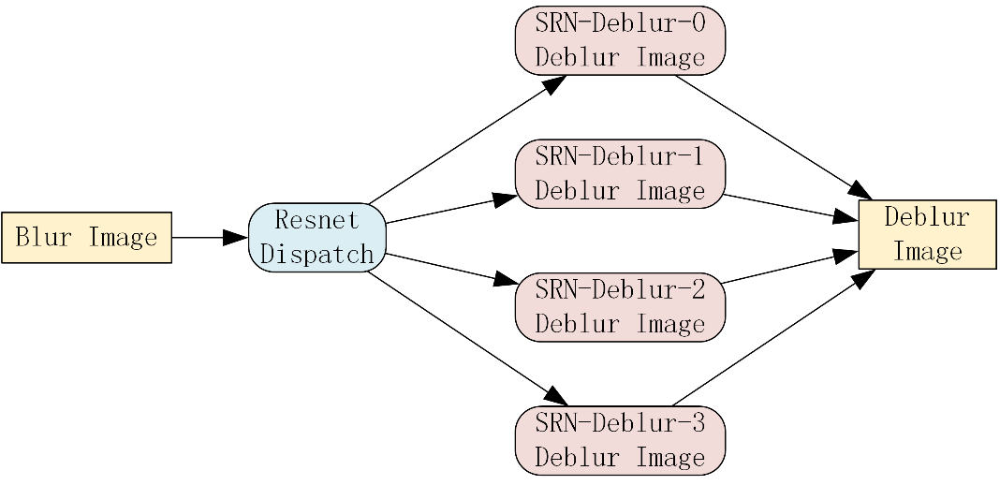 Blur Image
Resnet
Dispatch
SRN-Deblur-0
Deblur Image
SRN-Deblur-1
Deblur Image
SRN-Deblur-2
Deblur Image
SRN-Deblur-3
Deblur Image
Deblur
Image